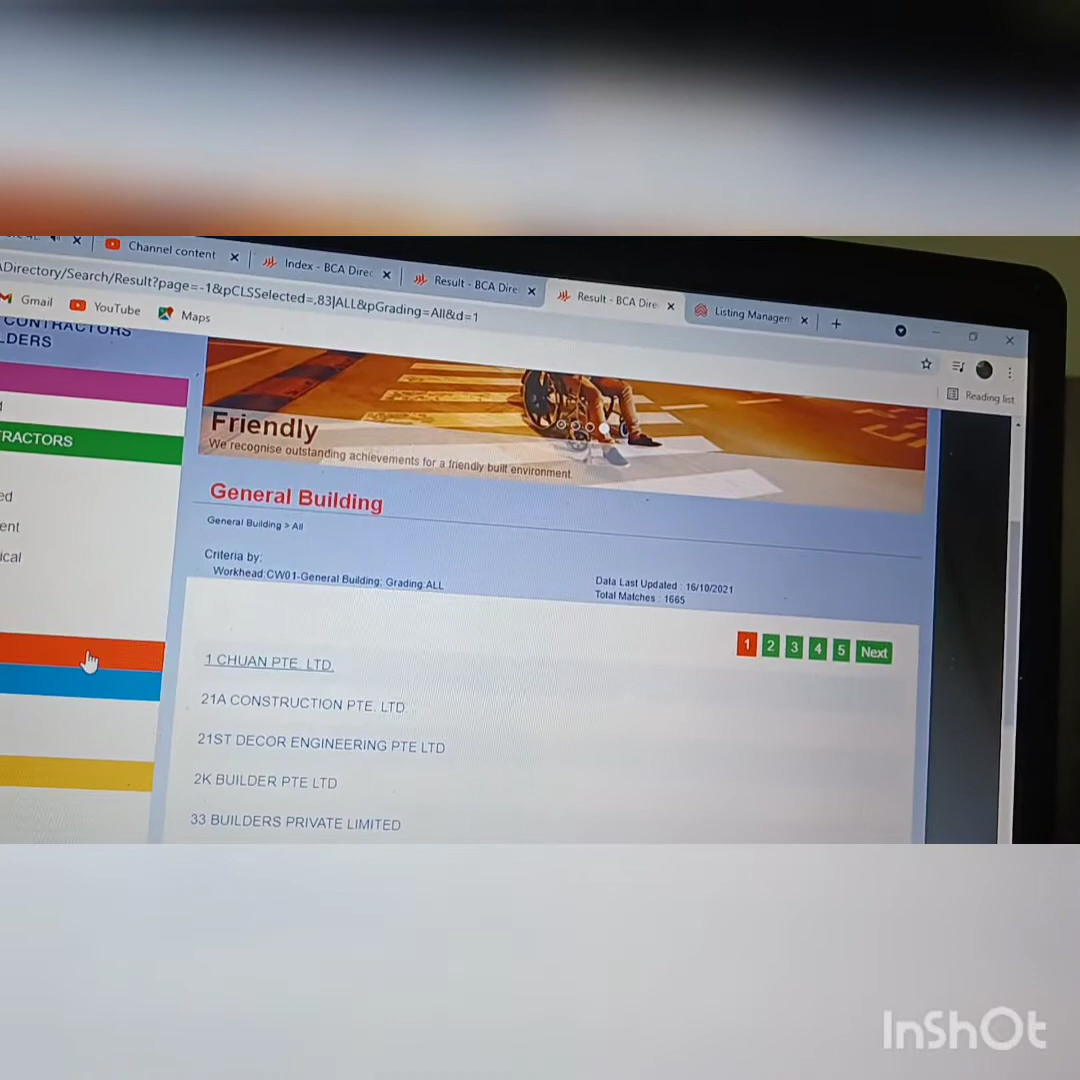 Channel content
Index - BCA Direc
Result - BCA Dire
Result - BCA Dire
Listing Managem
Directory/Search/Result?page=-1&pCLSSelected=,83|ALL&pGrading=All&d=1
Gmail
YouTube
Maps
Reading list
CONTRACTORS
LDERS
RACTORS
ed
ent
ical
Friendly
We recognise outstanding achievements for a friendly built environment.
General Building
General Building > All
Criteria by:
Workhead:CW01-General Building; Grading:ALL
Data Last Updated : 16/10/2021
Total Matches : 1665
1 2 3 4 5 Next
1 CHUAN PTE. LTD.
21A CONSTRUCTION PTE. LTD.
21ST DECOR ENGINEERING PTE LTD
2K BUILDER PTE LTD
33 BUILDERS PRIVATE LIMITED
InShOt